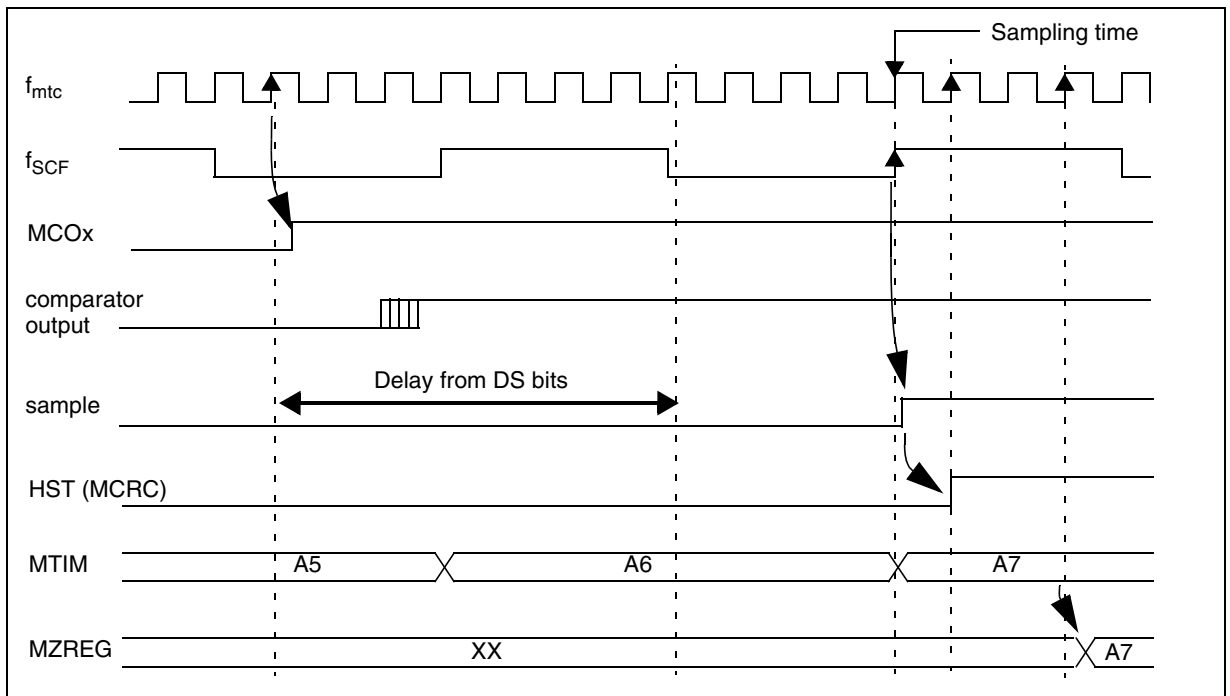 Sampling time
fmtc
fSCF
MCOx
comparator
output
Delay from DS bits
sample
HST (MCRC)
MTIM
A5
A6
A7
MZREG
XX
A7